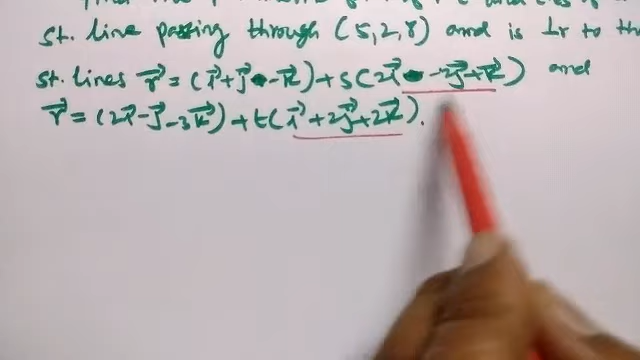 st. line passing through (5,2,8) and is ⊥r to the
st. lines r⃗ = (i⃗+j⃗ - k⃗)+s(2i⃗ -2j⃗+k⃗) and
r⃗ = (2i⃗-j⃗-3k⃗)+t(i⃗+2j⃗+2k⃗).